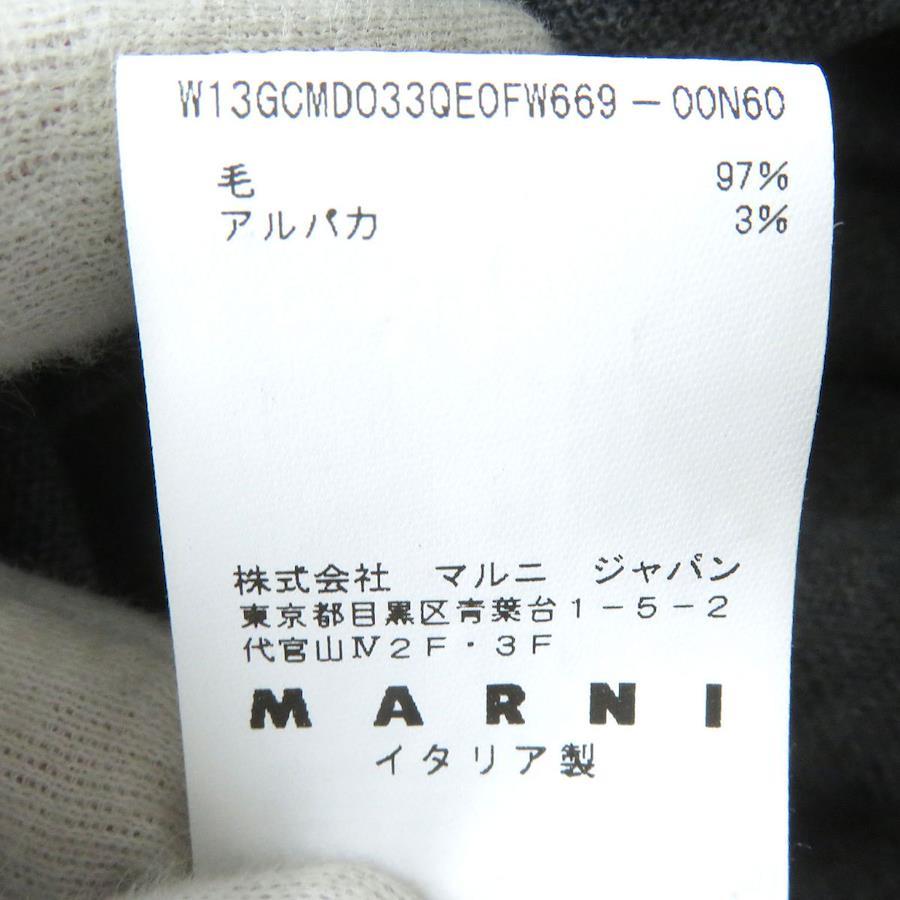 W13GCMD033QE0FW669-00N60
毛 97%
アルパカ 3%
株式会社 マルニ ジャパン
東京都目黒区青葉台1-5-2
代官山Ⅳ2F・3F
MARNI
イタリア製